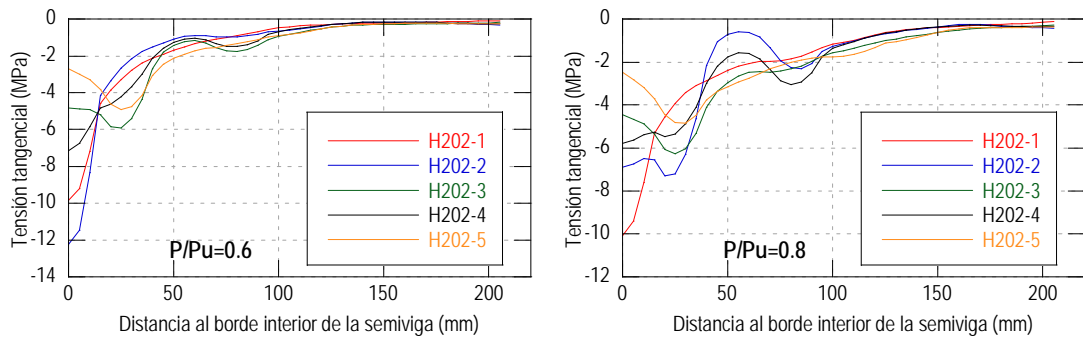 0
-2
-4
-6
-8
-10
-12
-14
Tensión tangencial (MPa)
H202-1
H202-2
H202-3
H202-4
H202-5
P/Pu=0.6
0 50 100 150 200
Distancia al borde interior de la semiviga (mm)
0
-2
-4
-6
-8
-10
-12
Tensión tangencial (MPa)
H202-1
H202-2
H202-3
H202-4
H202-5
P/Pu=0.8
0 50 100 150 200
Distancia al borde interior de la semiviga (mm)